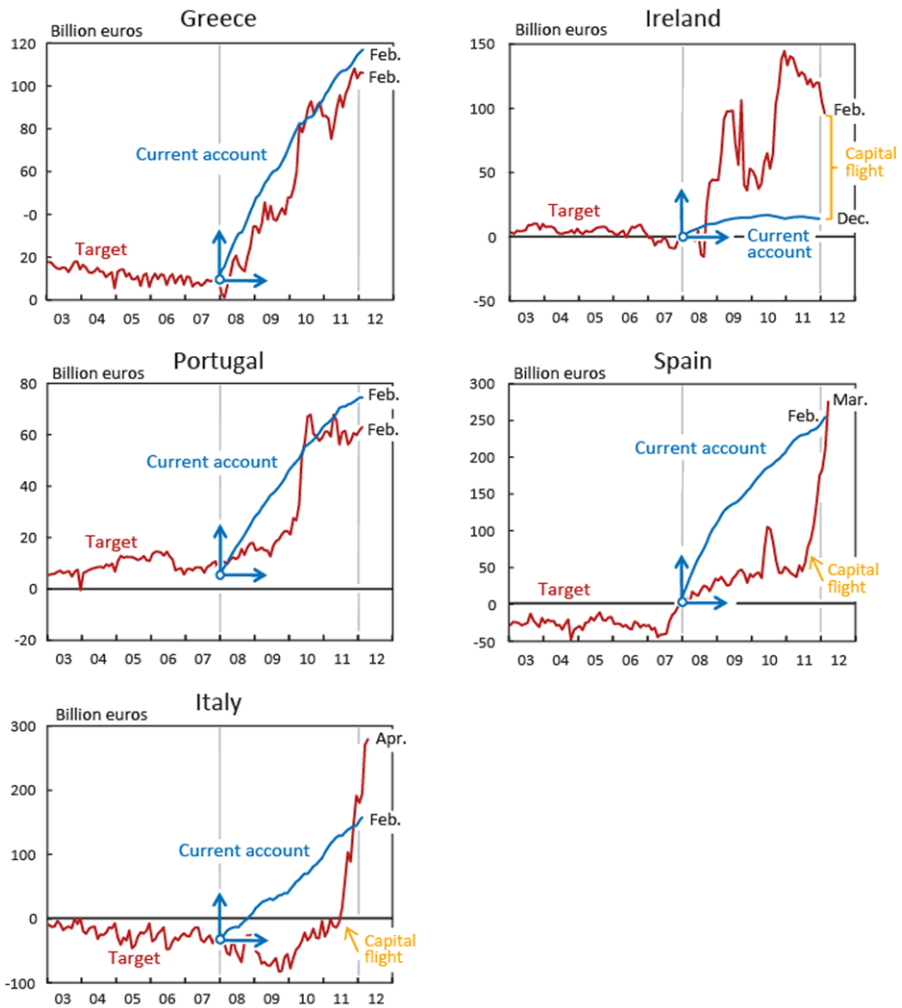 Greece
Billion euros
120
100
80
60
-0
20
0
Feb.
Feb.
Current account
Target
03 04 05 06 07 08 09 10 11 12
Ireland
Billion euros
150
100
50
0
-50
Feb.
Capital
flight
Target
Dec.
Current
account
03 04 05 06 07 08 09 10 11 12
Portugal
Billion euros
80
60
40
20
0
-20
Feb.
Feb.
Current account
Target
03 04 05 06 07 08 09 10 11 12
Spain
Billion euros
300
250
200
150
100
50
0
-50
Mar.
Feb.
Current account
Capital
flight
Target
03 04 05 06 07 08 09 10 11 12
Italy
Billion euros
300
200
100
0
-100
Apr.
Feb.
Current account
Capital
flight
Target
03 04 05 06 07 08 09 10 11 12